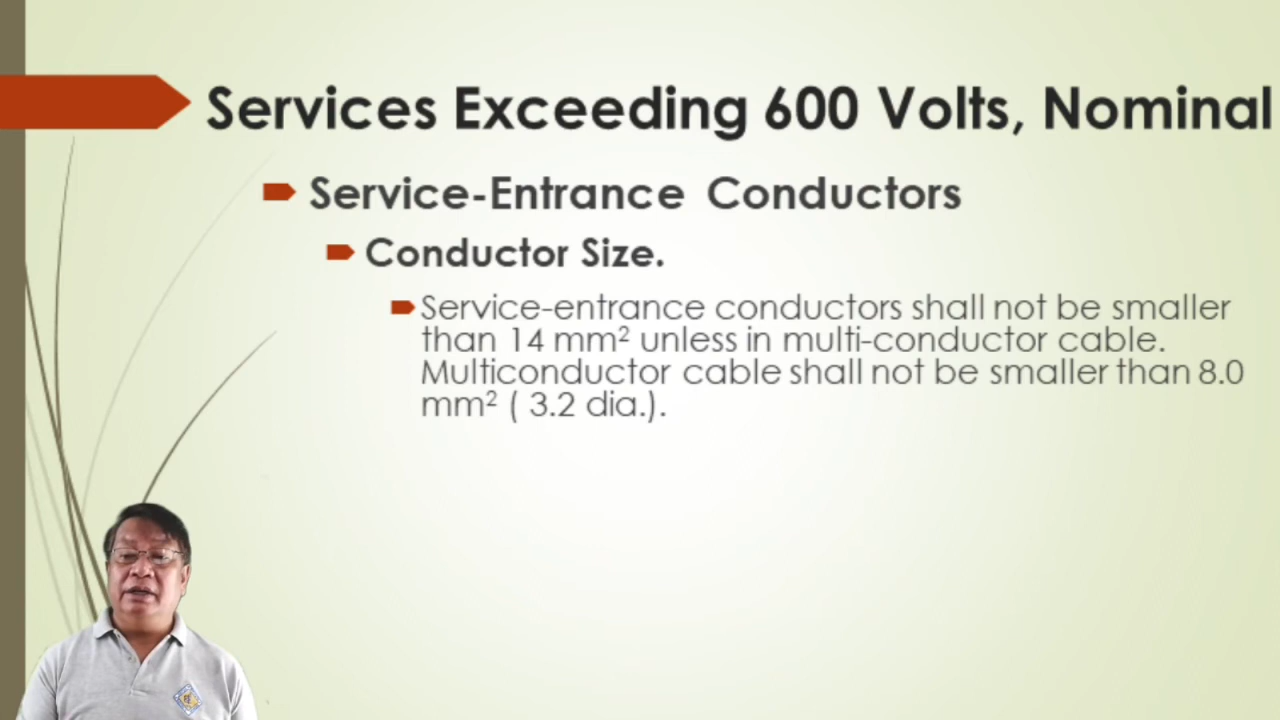 Services Exceeding 600 Volts, Nominal
Service-Entrance Conductors
Conductor Size.
Service-entrance conductors shall not be smaller
than 14 mm² unless in multi-conductor cable.
Multiconductor cable shall not be smaller than 8.0
mm² ( 3.2 dia.).